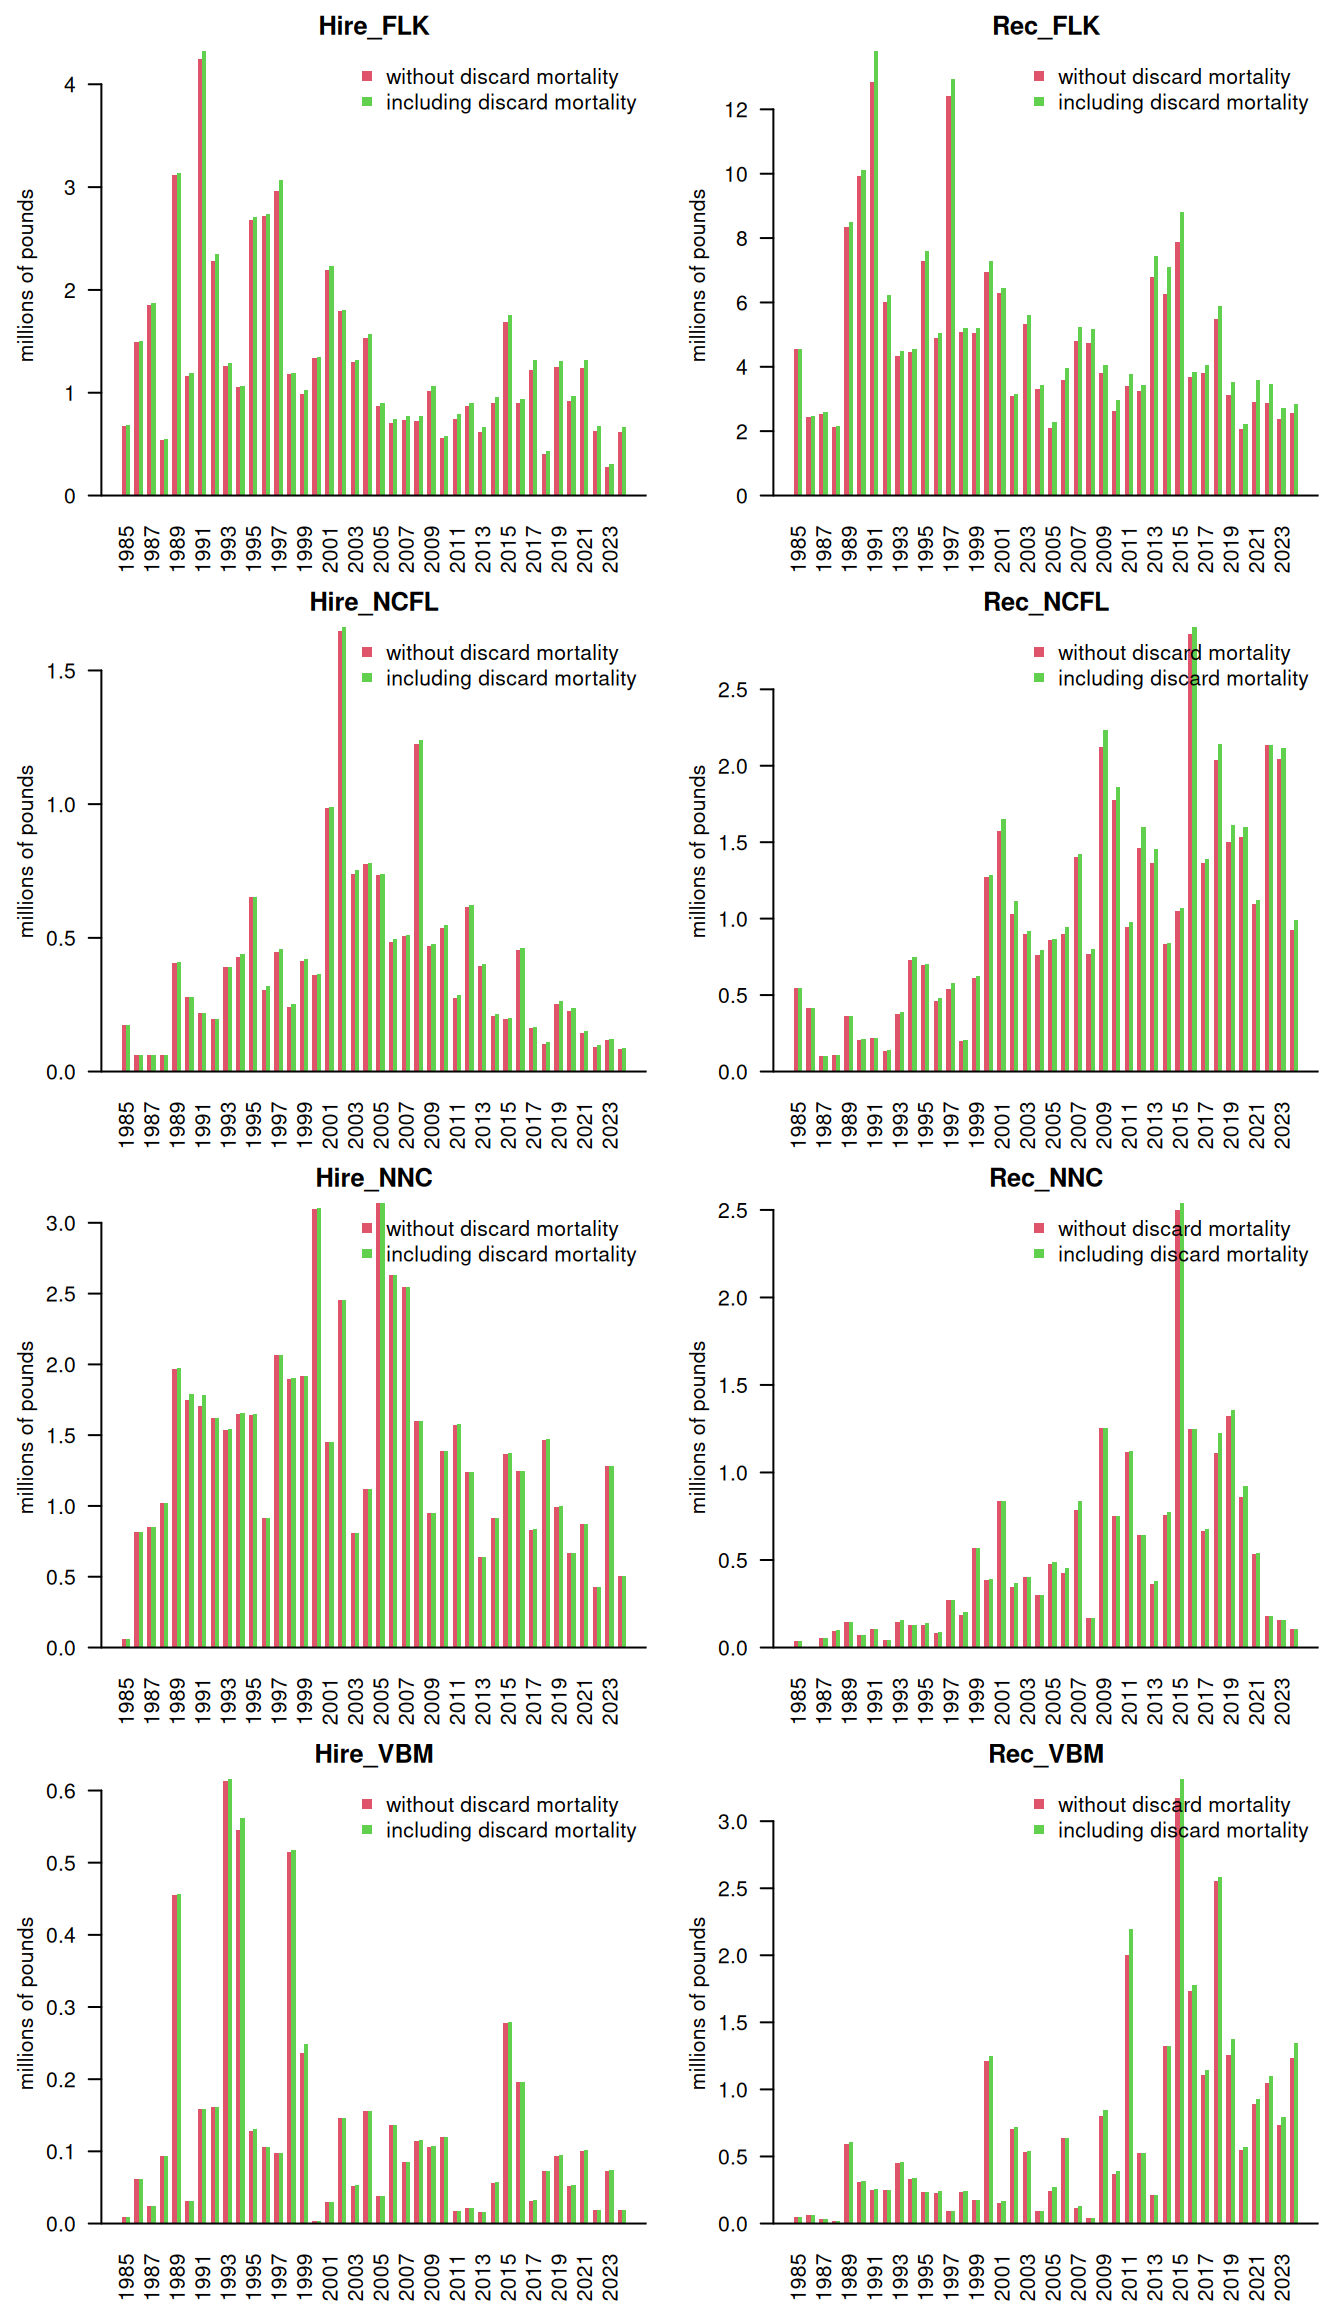 Hire_FLK
without discard mortality
including discard mortality
millions of pounds
4
3
2
1
0
1985 1987 1989 1991 1993 1995 1997 1999 2001 2003 2005 2007 2009 2011 2013 2015 2017 2019 2021 2023
Rec_FLK
without discard mortality
including discard mortality
millions of pounds
12
10
8
6
4
2
0
1985 1987 1989 1991 1993 1995 1997 1999 2001 2003 2005 2007 2009 2011 2013 2015 2017 2019 2021 2023
Hire_NCFL
without discard mortality
including discard mortality
millions of pounds
1.5
1.0
0.5
0.0
1985 1987 1989 1991 1993 1995 1997 1999 2001 2003 2005 2007 2009 2011 2013 2015 2017 2019 2021 2023
Rec_NCFL
without discard mortality
including discard mortality
millions of pounds
2.5
2.0
1.5
1.0
0.5
0.0
1985 1987 1989 1991 1993 1995 1997 1999 2001 2003 2005 2007 2009 2011 2013 2015 2017 2019 2021 2023
Hire_NNC
without discard mortality
including discard mortality
millions of pounds
3.0
2.5
2.0
1.5
1.0
0.5
0.0
1985 1987 1989 1991 1993 1995 1997 1999 2001 2003 2005 2007 2009 2011 2013 2015 2017 2019 2021 2023
Rec_NNC
without discard mortality
including discard mortality
millions of pounds
2.5
2.0
1.5
1.0
0.5
0.0
1985 1987 1989 1991 1993 1995 1997 1999 2001 2003 2005 2007 2009 2011 2013 2015 2017 2019 2021 2023
Hire_VBM
without discard mortality
including discard mortality
millions of pounds
0.6
0.5
0.4
0.3
0.2
0.1
0.0
1985 1987 1989 1991 1993 1995 1997 1999 2001 2003 2005 2007 2009 2011 2013 2015 2017 2019 2021 2023
Rec_VBM
without discard mortality
including discard mortality
millions of pounds
3.0
2.5
2.0
1.5
1.0
0.5
0.0
1985 1987 1989 1991 1993 1995 1997 1999 2001 2003 2005 2007 2009 2011 2013 2015 2017 2019 2021 2023